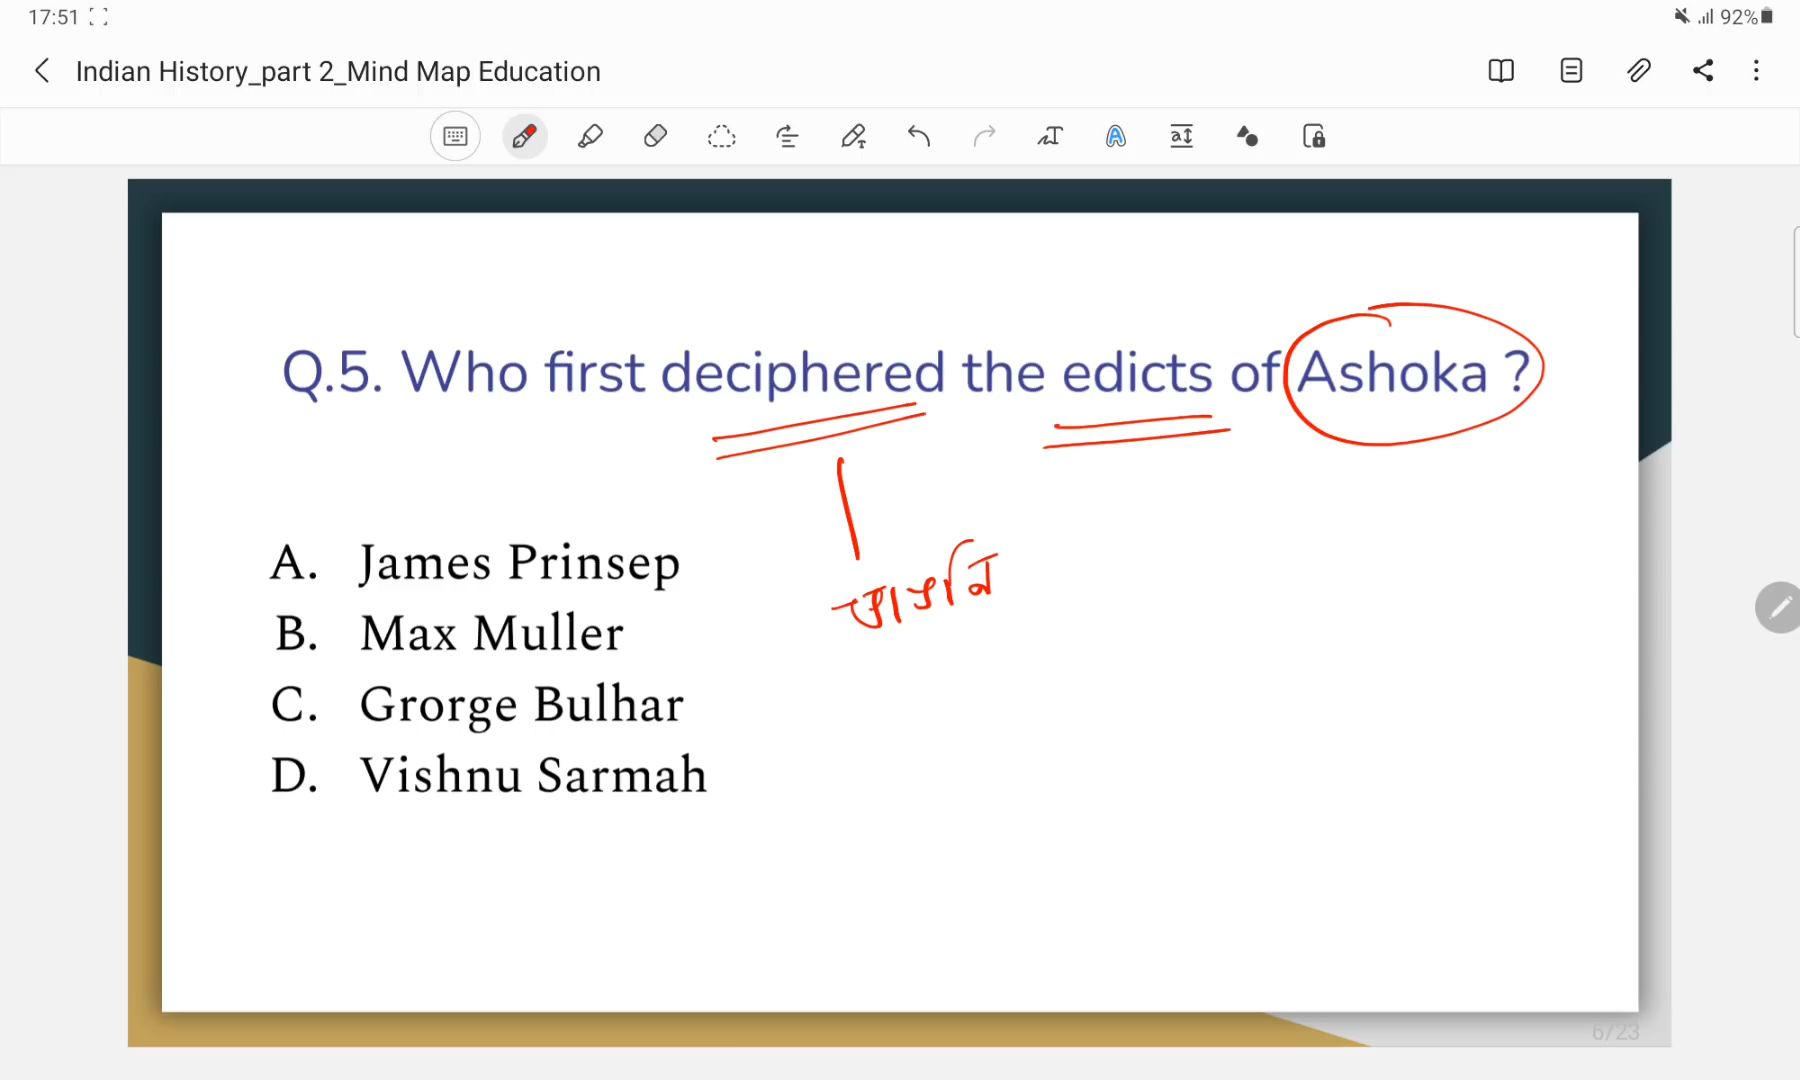 17:51
92%
Indian History_part 2_Mind Map Education
Q.5. Who first deciphered the edicts of Ashoka ?
A. James Prinsep
B. Max Muller
C. Grorge Bulhar
D. Vishnu Sarmah
6/23